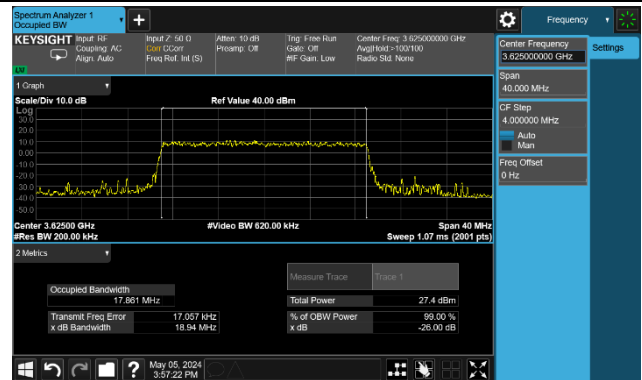 Spectrum Analyzer 1
Occupied BW
Frequency
KEYSIGHT
Input: RF
Coupling: AC
Align: Auto
Input Z: 50 Ω
Corr CCorr
Freq Ref: Int (S)
Atten: 10 dB
Preamp: Off
Trig: Free Run
Gate: Off
#IF Gain: Low
Center Freq: 3.625000000 GHz
Avg|Hold:>100/100
Radio Std: None
Center Frequency
3.625000000 GHz
Settings
Span
40.000 MHz
CF Step
4.000000 MHz
Auto
Man
Freq Offset
0 Hz
1 Graph
Scale/Div 10.0 dB
Ref Value 40.00 dBm
Log
30.0
20.0
10.0
0.00
-10.0
-20.0
-30.0
-40.0
-50.0
Center 3.62500 GHz
#Video BW 620.00 kHz
Span 40 MHz
#Res BW 200.00 kHz
Sweep 1.07 ms (2001 pts)
2 Metrics
Measure Trace
Trace 1
Occupied Bandwidth
17.861 MHz
Total Power
27.4 dBm
Transmit Freq Error
17.057 kHz
% of OBW Power
99.00 %
x dB Bandwidth
18.94 MHz
x dB
-26.00 dB
May 05, 2024
3:57:22 PM